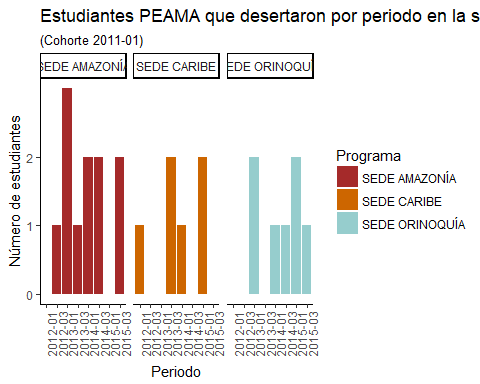 Estudiantes PEAMA que desertaron por periodo en la s
(Cohorte 2011-01)
SEDE AMAZONÍA SEDE CARIBE EDE ORINOQUÍ
Número de estudiantes
2
1
0
2012-01 2012-03 2013-01 2013-03 2014-01 2014-03 2015-01 2015-03
2012-01 2012-03 2013-01 2013-03 2014-01 2014-03 2015-01 2015-03
2012-01 2012-03 2013-01 2013-03 2014-01 2014-03 2015-01 2015-03
Periodo
Programa
SEDE AMAZONÍA
SEDE CARIBE
SEDE ORINOQUÍA